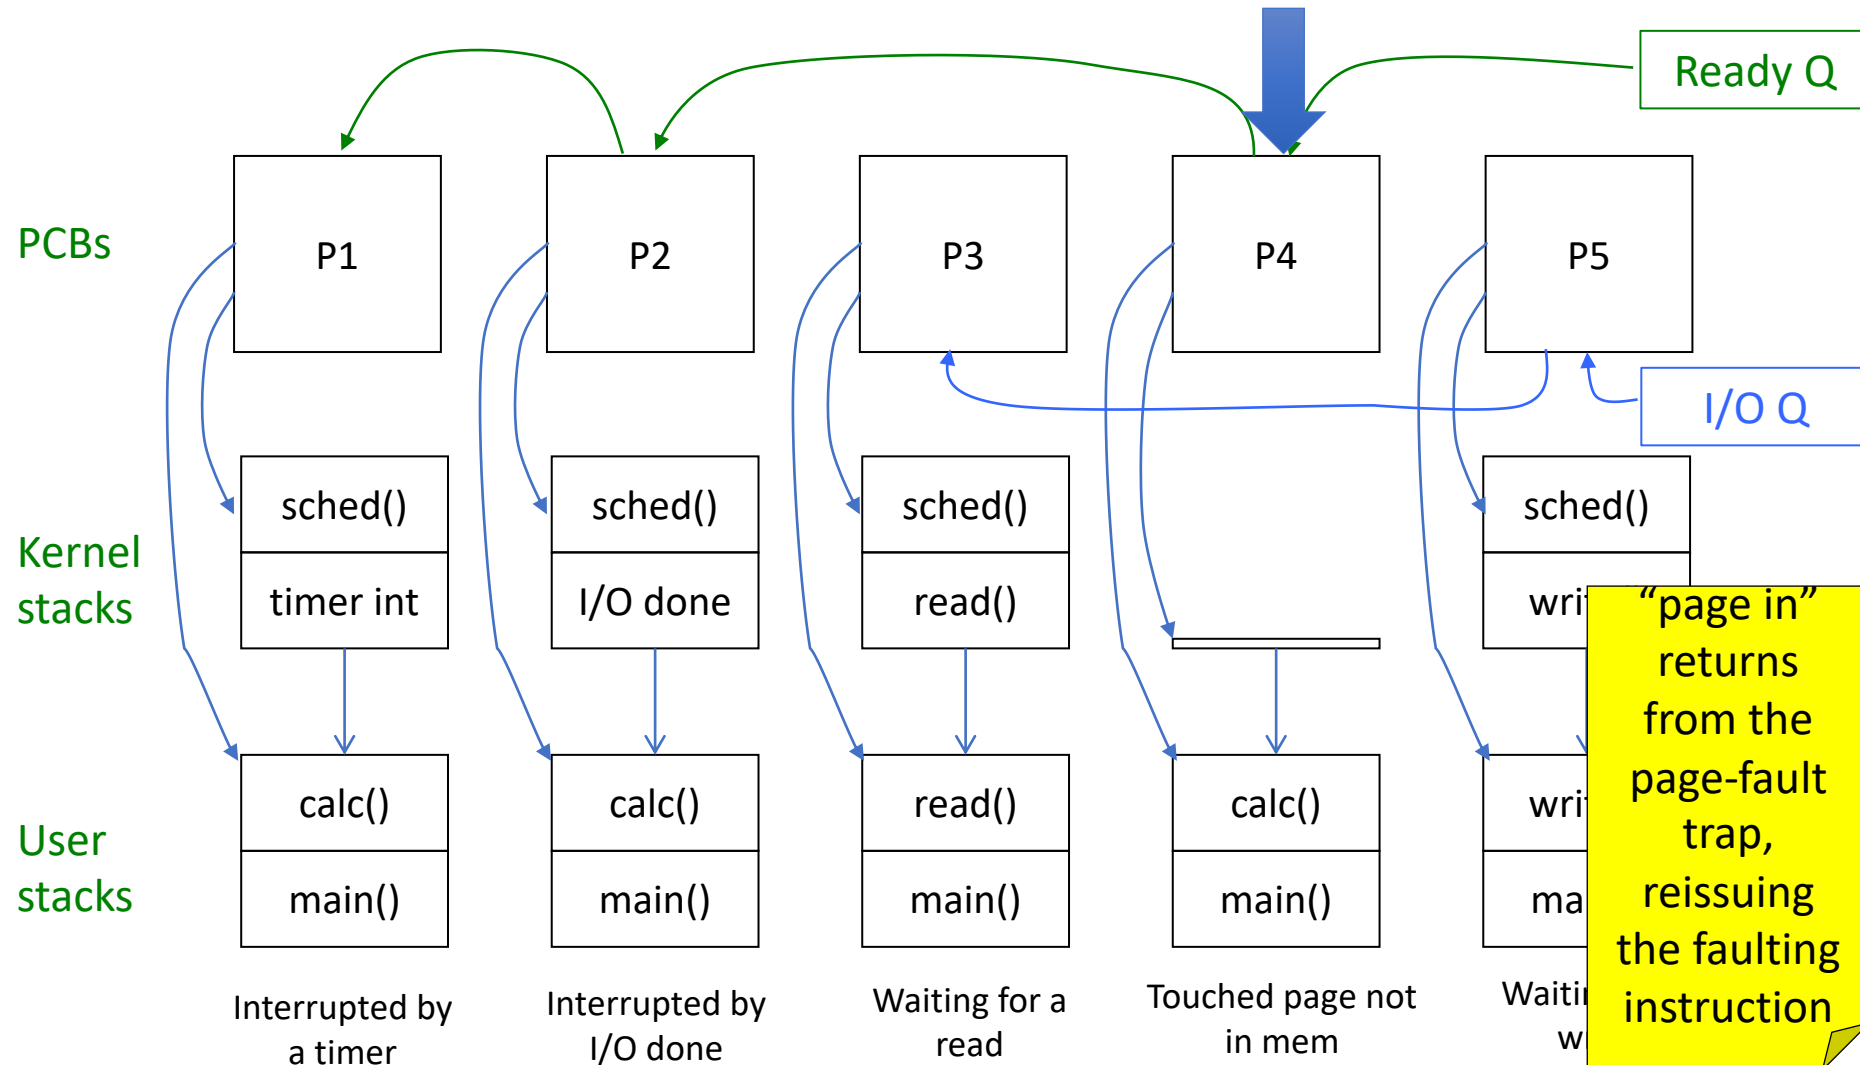 Ready Q
PCBs
P1
P2
P3
P4
P5
I/O Q
Kernel
stacks
sched()
timer int
sched()
I/O done
sched()
read()
sched()
User
stacks
calc()
main()
calc()
main()
read()
main()
calc()
main()
Interrupted by
a timer
Interrupted by
I/O done
Waiting for a
read
Touched page not
in mem
“page in”
returns
from the
page-fault
trap,
reissuing
the faulting
instruction